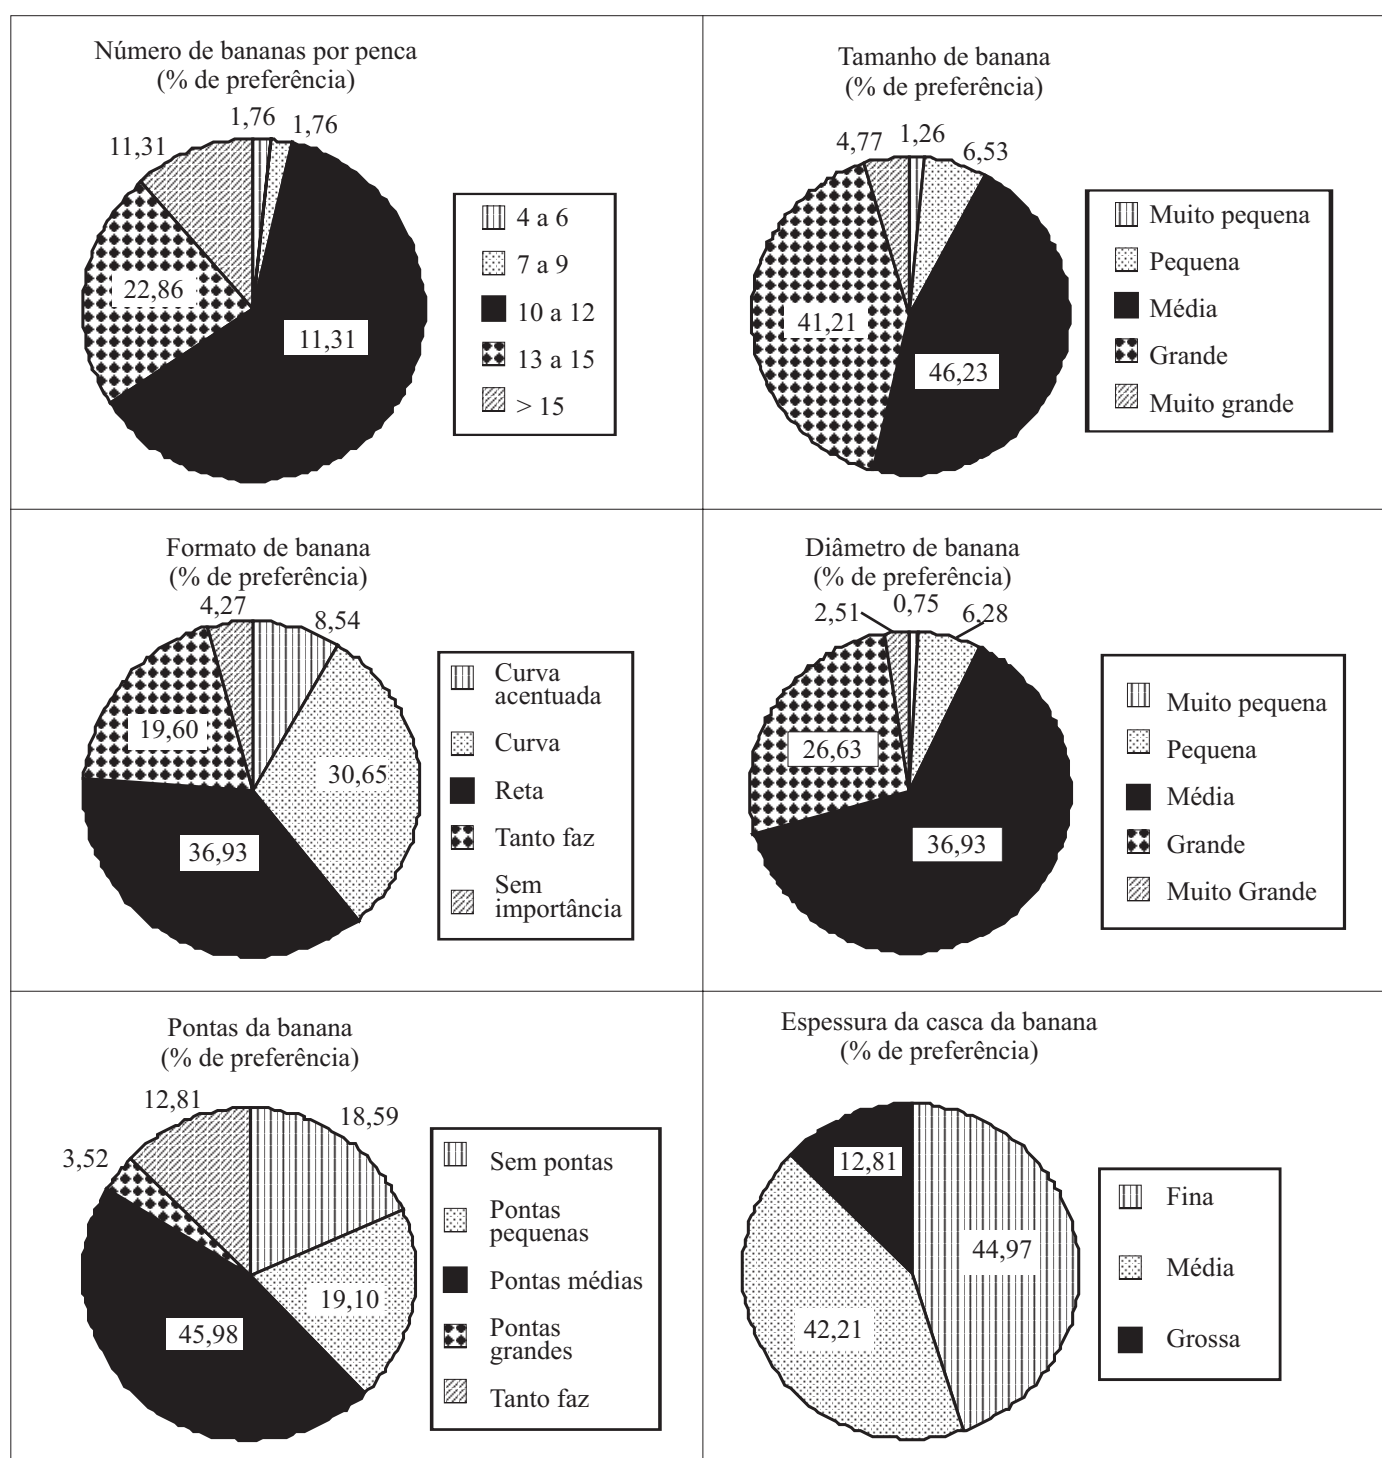 Número de bananas por penca
(% de preferência)
1,76
1,76
11,31
22,86
11,31
4 a 6
7 a 9
10 a 12
13 a 15
> 15
Tamanho de banana
(% de preferência)
4,77
1,26
6,53
41,21
46,23
Muito pequena
Pequena
Média
Grande
Muito grande
Formato de banana
(% de preferência)
4,27
8,54
19,60
30,65
36,93
Curva
acentuada
Curva
Reta
Tanto faz
Sem
importância
Diâmetro de banana
(% de preferência)
2,51
0,75
6,28
26,63
36,93
Muito pequena
Pequena
Média
Grande
Muito Grande
Pontas da banana
(% de preferência)
12,81
18,59
3,52
19,10
45,98
Sem pontas
Pontas
pequenas
Pontas médias
Pontas
grandes
Tanto faz
Espessura da casca da banana
(% de preferência)
12,81
44,97
42,21
Fina
Média
Grossa